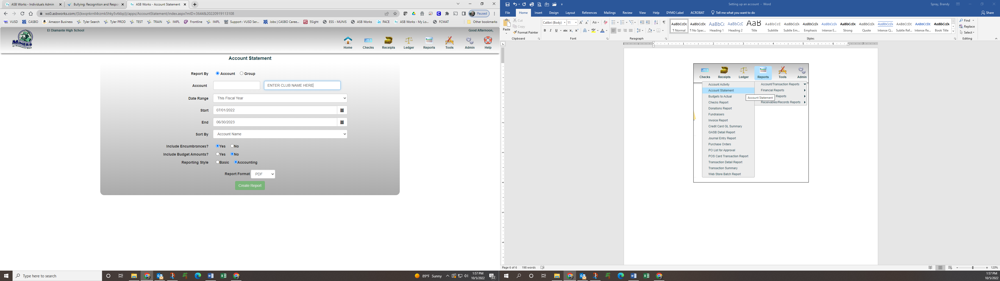 ASB Works - Individuals Admin
Bullying: Recognition and Respor
ASB Works - Account Statement
ws0.asbworks.com/(S(kwqnkrnll4rzmk5hky5vtkbp))/apps/AccountStatement/index.aspx?mID=3644&20220919113108
Paused
VUSD CASBO Amazon Business Tyler Search Tyler PROD TEST TRAIN IMPL Frontline IMPL Support : VUSD Ser... Jobs | CASBO Caree... 5Sight ESS - MUNIS ASB Works PACE ASB Works - My Lo... FCMAT Other bookmarks
El Diamante High School
Good Afternoon,
MINERS
EL DIAMANTE HIGH
Home Checks Receipts Ledger Reports Tools Admin Help
Account Statement
Report By Account Group
Account ENTER CLUB NAME HERE
Date Range This Fiscal Year
Start 07/01/2022
End 06/30/2023
Sort By Account Name
Include Encumbrances? Yes No
Include Budget Amounts? Yes No
Reporting Style Basic Accounting
Report Format PDF
Create Report
Type here to search
89°F Sunny
1:57 PM
10/5/2022
22
Setting up an account - Word
Spray, Brandy
File Home Insert Design Layout References Mailings Review View Help DYMO Label ACROBAT Tell me what you want to do Share
Paste
Cut
Copy
Format Painter
Clipboard
Calibri (Body) 11
Font
Paragraph
AaBbCcDc AaBbCcDc AaBbCc AaBbCcD AaB AaBbCcD AaBbCcDc AaBbCcDc AaBbCcDc AaBbCcDc AaBbCcDc AaBbCcDc AaBbCcDc AaBbCcDc AaBbCcDc
¶ Normal ¶ No Spac... Heading 1 Heading 2 Title Subtitle Subtle Em... Emphasis Intense E... Strong Quote Intense Q... Subtle Ref... Intense Re... Book Title
Styles
Find
Replace
Select
Editing
Checks Receipts Ledger Reports Tools Admin
Account Activity
Account Statement
Budgets to Actual
Checks Report
Donations Report
Fundraisers
Invoice Report
Credit Card GL Summary
GASB Detail Report
Journal Entry Report
Purchase Orders
PO List for Approval
POS Card Transaction Report
Transaction Detail Report
Transaction Summary
Web Store Batch Report
Account/Transaction Reports
Financial Reports
Reports
Receivables/Records Reports
Account Statement
Page 6 of 6 198 words
120%
1:57 PM
10/5/2022